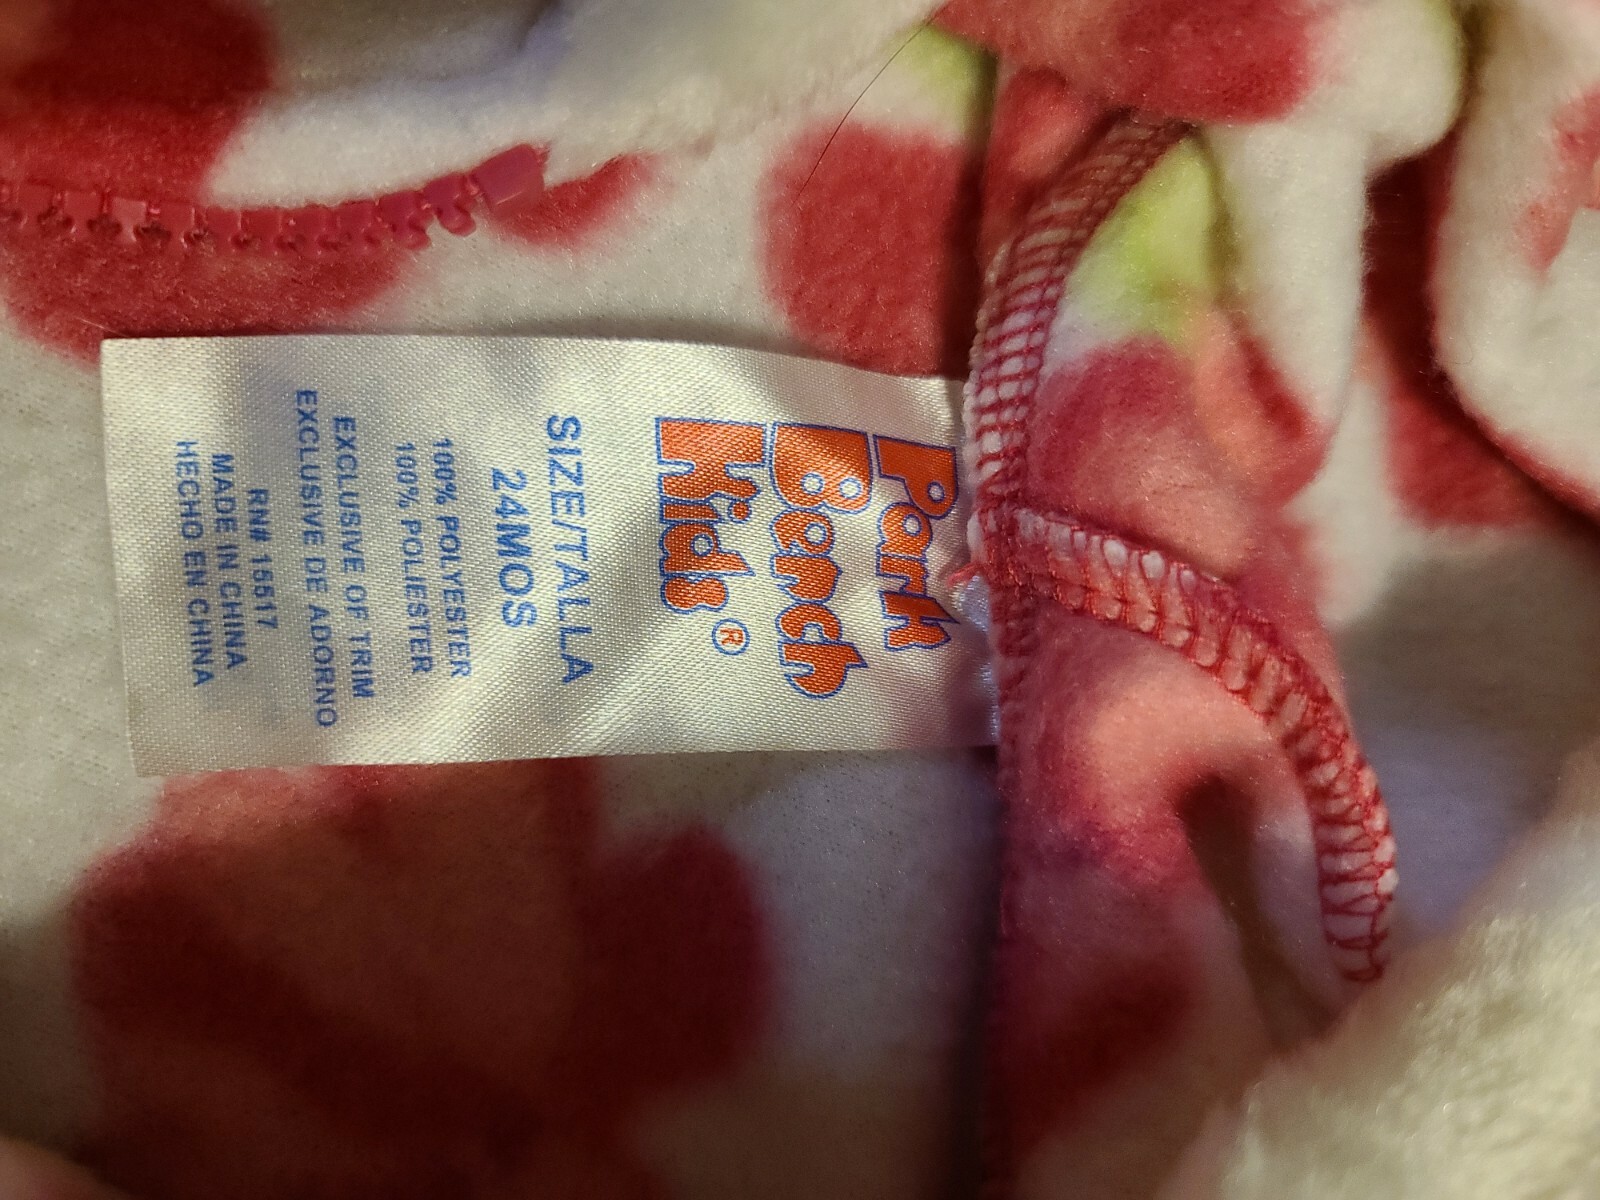 Park
Bench
Kids®
SIZE/TALLA
24MOS
100% POLYESTER
100% POLIESTER
EXCLUSIVE OF TRIM
EXCLUSIVE DE ADORNO
RN# 15517
MADE IN CHINA
HECHO EN CHINA